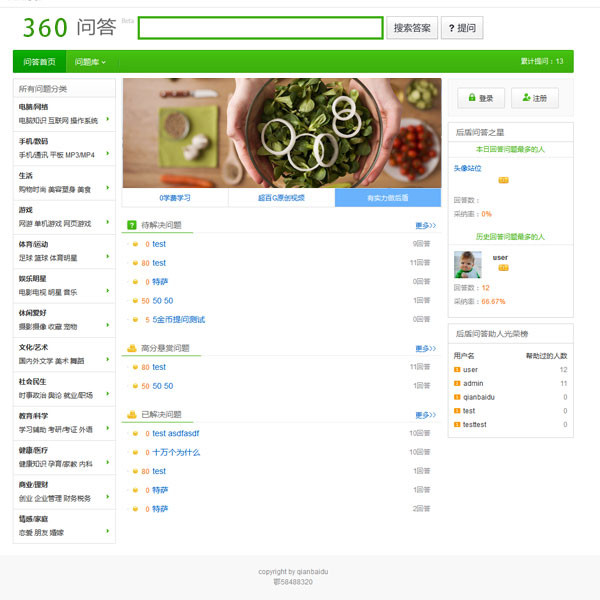 360 问答 Beta
搜索答案
? 提问
问答首页
问题库
累计提问：13
所有问题分类
电脑/网络
电脑知识 互联网 操作系统
手机/数码
手机/通讯 平板 MP3/MP4
生活
购物时尚 美容塑身 美食
游戏
网游 单机游戏 网页游戏
体育/运动
足球 篮球 体育明星
娱乐明星
电影电视 明星 音乐
休闲爱好
摄影摄像 收藏 宠物
文化/艺术
国内外文学 美术 舞蹈
社会民生
时事政治 舆论 就业/职场
教育/科学
学习辅助 考研/考证 外语
健康/医疗
健康知识 孕育/家教 内科
商业/理财
创业 企业管理 财务税务
情感/家庭
恋爱 朋友 婚嫁
0学费学习
超百G原创视频
有实力做后盾
待解决问题 更多>>
0 test 9回答
80 test 11回答
0 特萨 0回答
50 50 50 1回答
5 5金币提问测试 0回答
高分悬赏问题 更多>>
80 test 11回答
50 50 50 1回答
已解决问题 更多>>
0 test asdfasdf 10回答
0 十万个为什么 10回答
80 test 1回答
0 特萨 1回答
0 特萨 2回答
登录
注册
后盾问答之星
本日回答问题最多的人
头像站位
回答数：
采纳率：0%
历史回答问题最多的人
user
回答数：12
采纳率：66.67%
后盾问答助人光荣榜
用户名 帮助过的人数
1 user 12
1 admin 11
1 qianbaidu 0
1 test 0
1 testtest 0
copyright by qianbaidu
鄂58488320